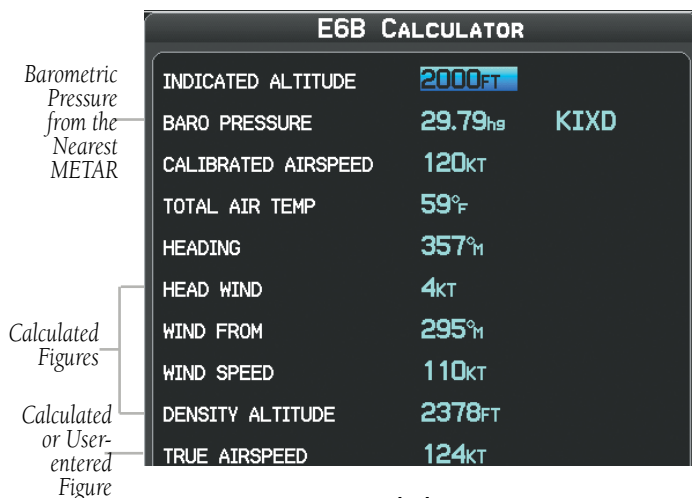 E6B CALCULATOR
Barometric
Pressure
from the
Nearest
METAR
INDICATED ALTITUDE 2000FT
BARO PRESSURE 29.79hg KIXD
CALIBRATED AIRSPEED 120KT
TOTAL AIR TEMP 59°F
HEADING 357°M
HEAD WIND 4KT
Calculated
Figures
WIND FROM 295°M
WIND SPEED 110KT
DENSITY ALTITUDE 2378FT
Calculated
or User-
entered
Figure
TRUE AIRSPEED 124KT